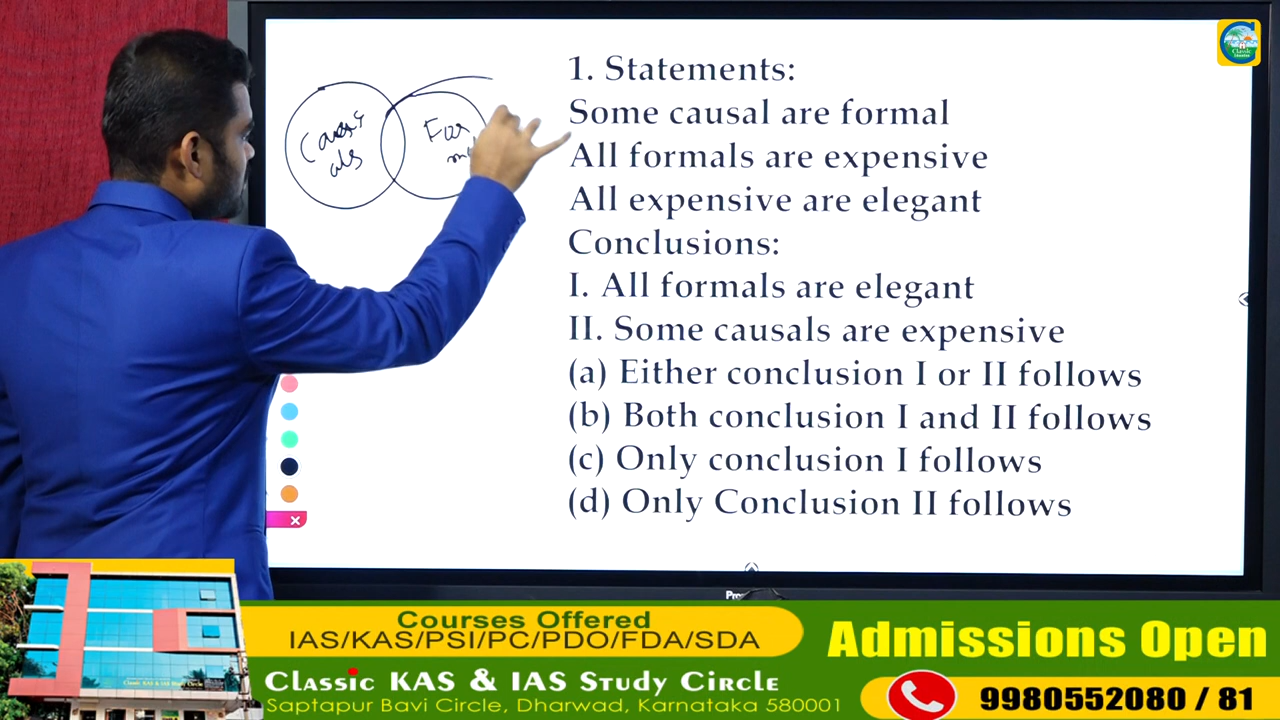 1. Statements:
Some causal are formal
All formals are expensive
All expensive are elegant
Conclusions:
I. All formals are elegant
II. Some causals are expensive
(a) Either conclusion I or II follows
(b) Both conclusion I and II follows
(c) Only conclusion I follows
(d) Only Conclusion II follows
Classic
Courses Offered
IAS/KAS/PSI/PC/PDO/FDA/SDA
Classic KAS & IAS Study Circle
Saptapur Bavi Circle, Dharwad, Karnataka 580001
Admissions Open
9980552080 / 81